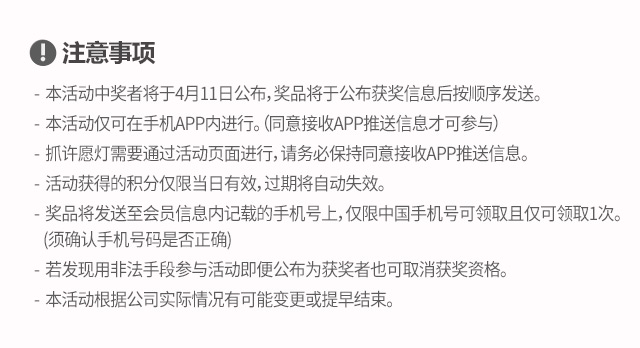 注意事项
- 本活动中奖者将于4月11日公布, 奖品将于公布获奖信息后按顺序发送。
- 本活动仅可在手机APP内进行。(同意接收APP推送信息才可参与)
- 抓许愿灯需要通过活动页面进行, 请务必保持同意接收APP推送信息。
- 活动获得的积分仅限当日有效, 过期将自动失效。
- 奖品将发送至会员信息内记载的手机号上, 仅限中国手机号可领取且仅可领取1次。
(须确认手机号码是否正确)
- 若发现用非法手段参与活动即便公布为获奖者也可取消获奖资格。
- 本活动根据公司实际情况有可能变更或提早结束。